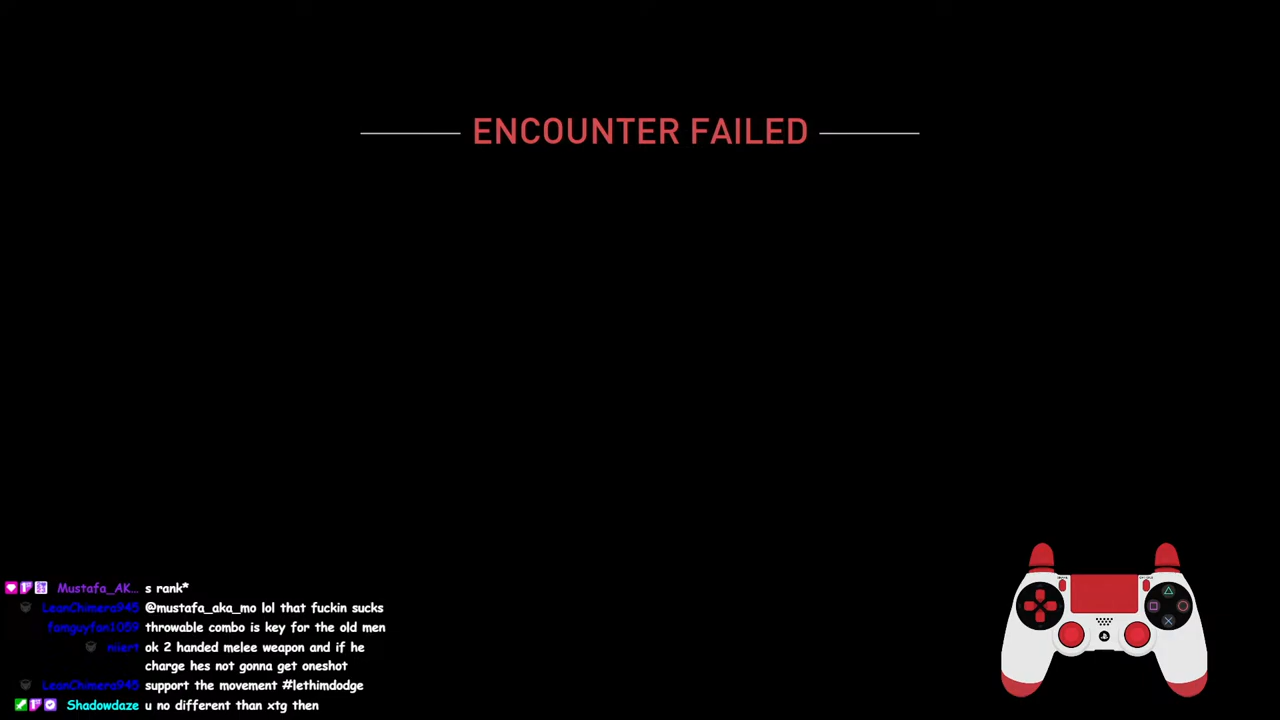 ENCOUNTER FAILED
Mustafa_AK... s rank*
LeanChimera945 @mustafa_aka_mo lol that fuckin sucks
famguyfan1059 throwable combo is key for the old men
miiert ok 2 handed melee weapon and if he
charge hes not gonna get oneshot
LeanChimera945 support the movement #lethimdodge
Shadowdaze u no different than xtg then